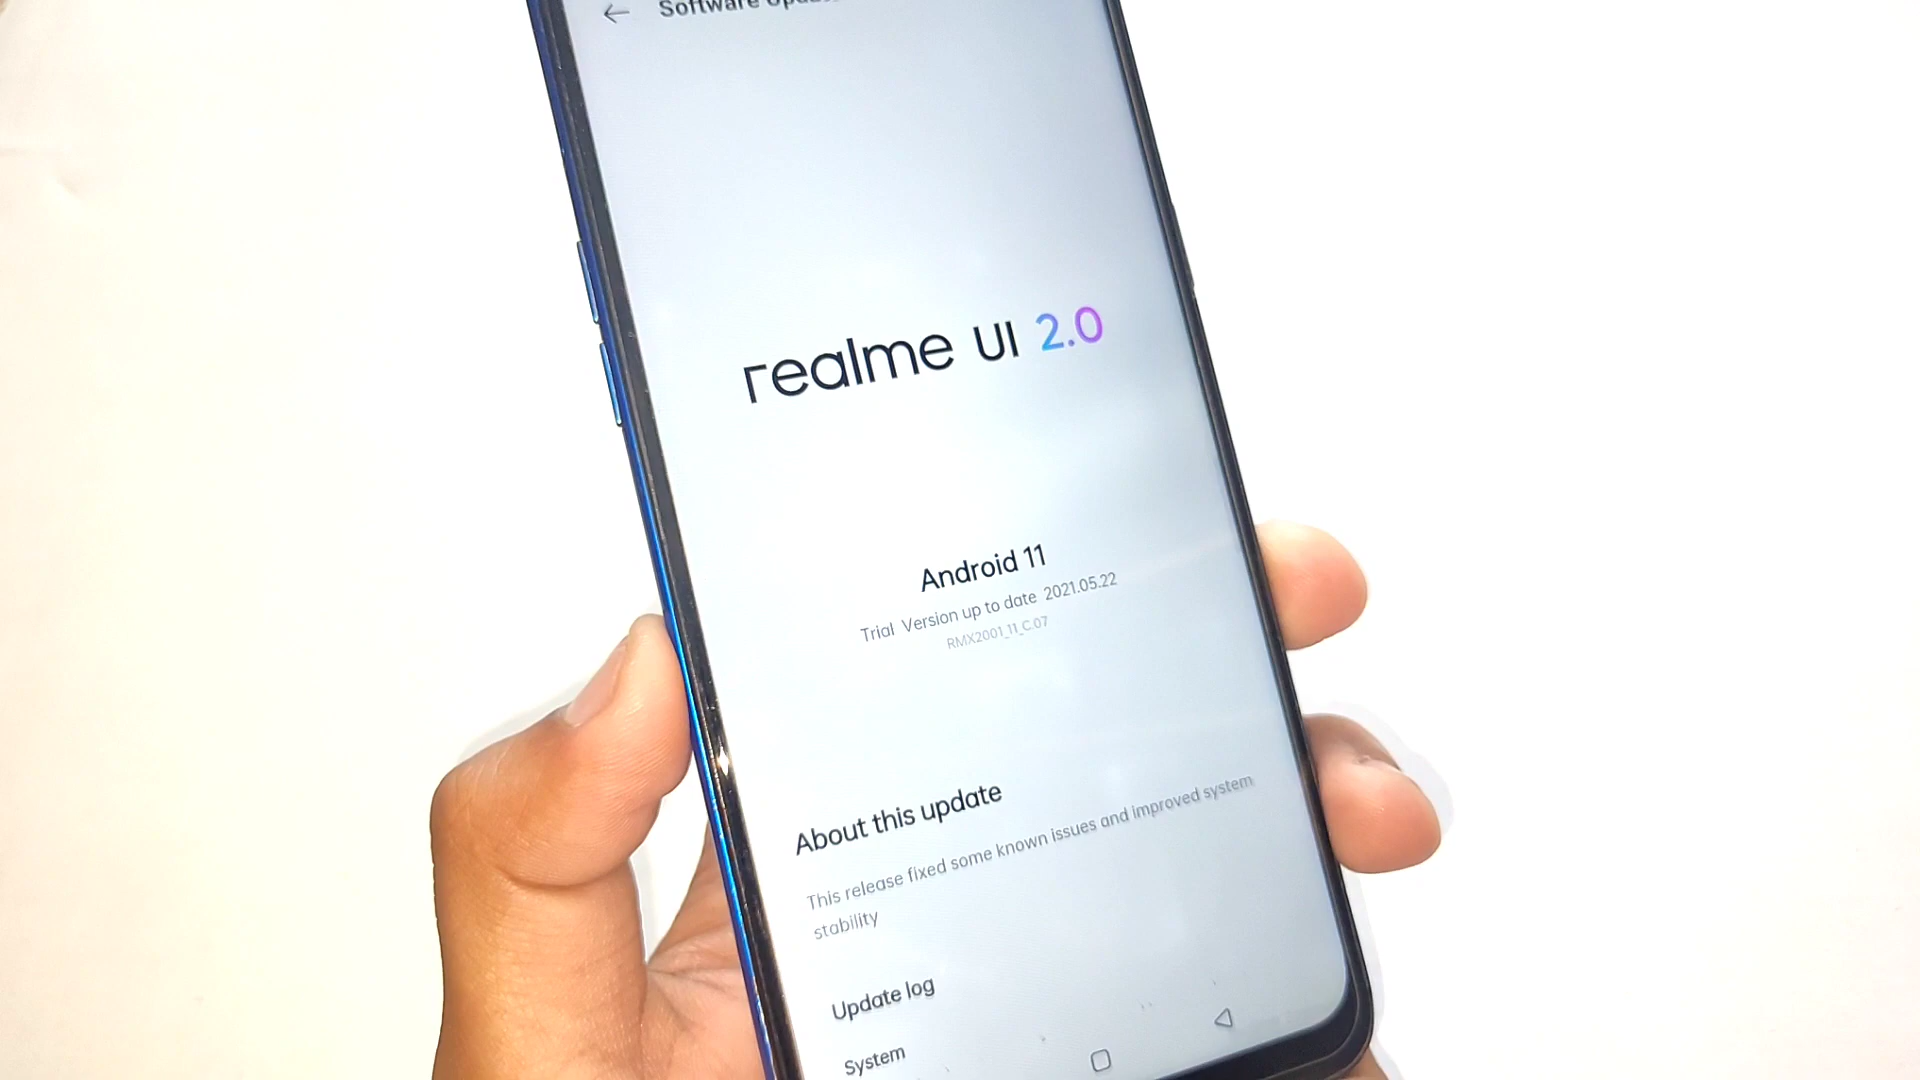 Software
realme UI 2.0
Android 11
Trial Version up to date 2021.05.22
RMX2001_11_C.07
About this update
This release fixed some known issues and improved system
stability
Update log
System